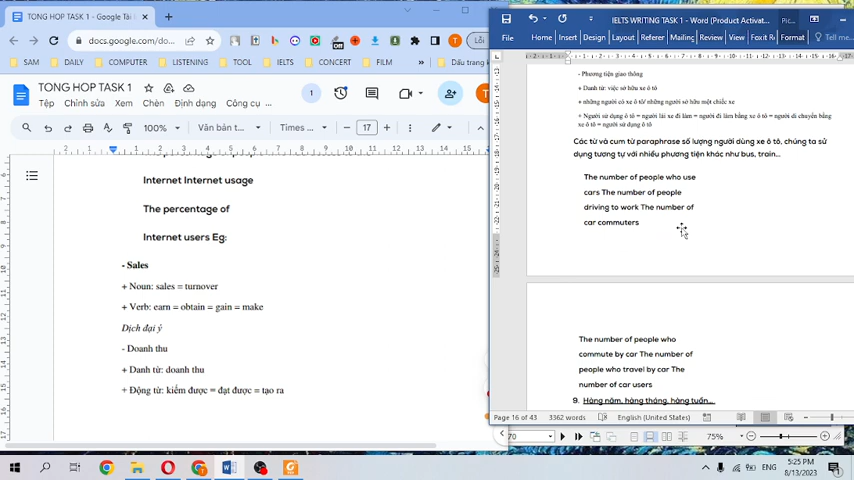 TONG HOP TASK 1 - Google Tài
docs.google.com/do...
SAM
DAILY
COMPUTER
LISTENING
TOOL
IELTS
CONCERT
FILM
Dấu
TONG HOP TASK 1
Tệp Chỉnh sửa Xem Chèn Định dạng Công cụ ...
1
100%
Văn bản t...
Times ...
17
Internet Internet usage
The percentage of
Internet users Eg:
- Sales
+ Noun: sales = turnover
+ Verb: earn = obtain = gain = make
Dịch đại ý
- Doanh thu
+ Danh từ: doanh thu
+ Động từ: kiếm được = đạt được = tạo ra
IELTS WRITING TASK 1 - Word (Product Activat...
Pic...
File Home Insert Design Layout Referer Mailing Review View Foxit R Format Tell me
- Phương tiện giao thông
+ Danh từ: việc sở hữu xe ô tô
+ những người có xe ô tô/ những người sở hữu một chiếc xe
+ Người sử dụng ô tô = người lái xe đi làm = người đi làm bằng xe ô tô = người di chuyển bằng
xe ô tô = người sử dụng ô tô
Các từ và cum từ paraphrase số lượng người dùng xe ô tô, chúng ta sử
dụng tương tự với nhiều phương tiện khác như bus, train...
The number of people who use
cars The number of people
driving to work The number of
car commuters
The number of people who
commute by car The number of
people who travel by car The
number of car users
9. Hàng năm, hàng tháng, hàng tuần...
Page 16 of 43 3362 words English (United States)
70
75%
ENG
5:25 PM
8/13/2023